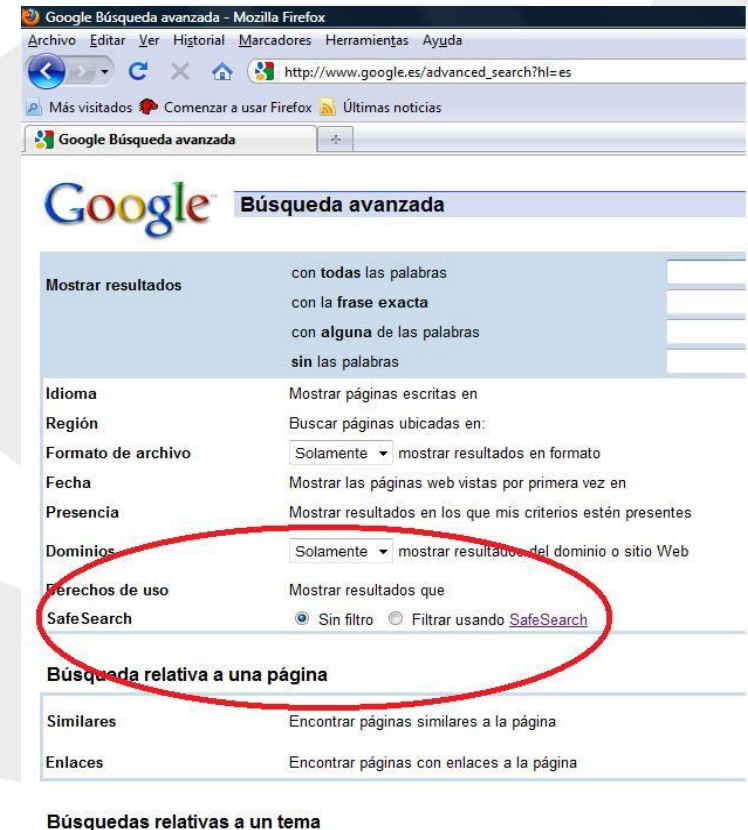 Google Búsqueda avanzada - Mozilla Firefox
Archivo Editar Ver Historial Marcadores Herramientas Ayuda
http://www.google.es/advanced_search?hl=es
Más visitados Comenzar a usar Firefox Últimas noticias
Google Búsqueda avanzada
Google™ Búsqueda avanzada
Mostrar resultados con todas las palabras
con la frase exacta
con alguna de las palabras
sin las palabras
Idioma Mostrar páginas escritas en
Región Buscar páginas ubicadas en:
Formato de archivo Solamente mostrar resultados en formato
Fecha Mostrar las páginas web vistas por primera vez en
Presencia Mostrar resultados en los que mis criterios estén presentes
Dominios Solamente mostrar resultados del dominio o sitio Web
Derechos de uso Mostrar resultados que
SafeSearch Sin filtro Filtrar usando SafeSearch
Búsqueda relativa a una página
Similares Encontrar páginas similares a la página
Enlaces Encontrar páginas con enlaces a la página
Búsquedas relativas a un tema